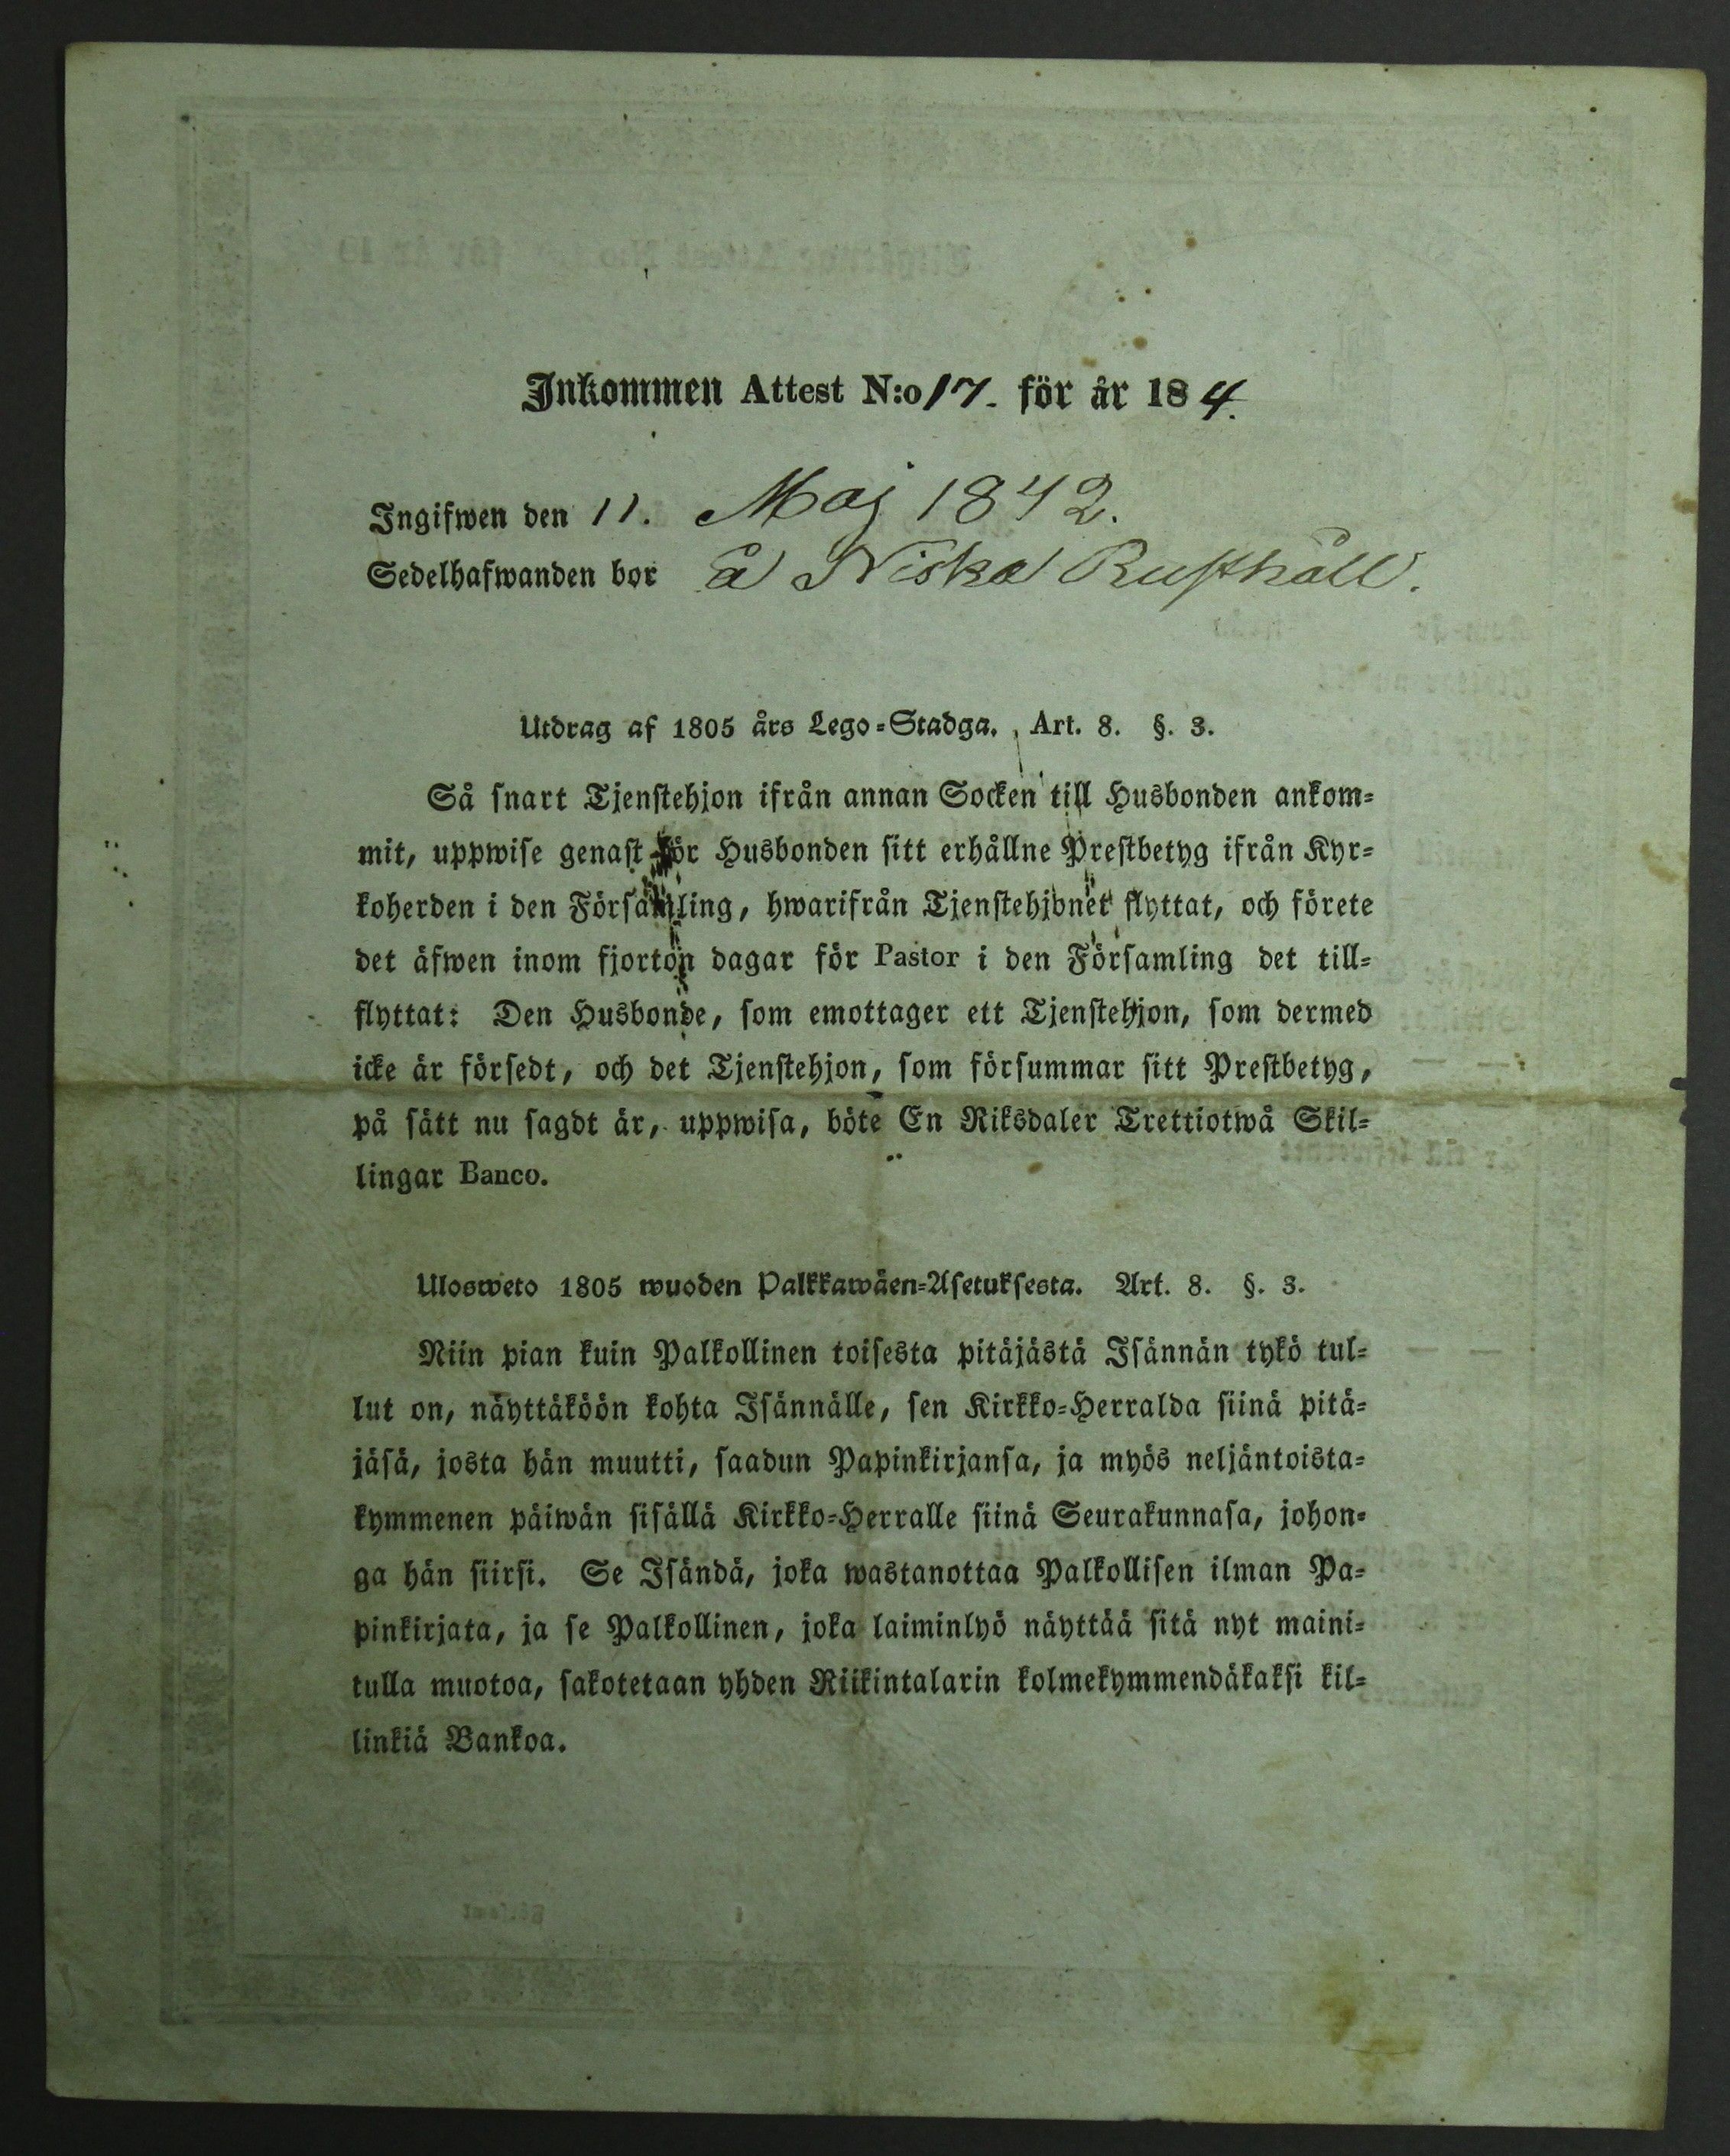 Inkommen Attest N:o 17. för år 184.
Ingifwen den 11. Maj 1842.
Sedelhafwanden bor å Niska Rusthåll.
Utdrag af 1805 års Lego=Stadga. Art. 8. §. 3.
Så snart Tjenstehjon ifrån annan Socken till Husbonden ankom=
mit, uppwise genast för Husbonden sitt erhållne Prestbetyg ifrån Kyr=
koherden i den Församling, hwarifrån Tjenstehjonet flyttat, och förete
det äfwen inom fjorton dagar för Pastor i den Församling det till=
flyttat: Den Husbonde, som emottager ett Tjenstehjon, som dermed
icke är försedt, och det Tjenstehjon, som försummar sitt Prestbetyg,
på sätt nu sagdt är, uppwisa, böte En Riksdaler Trettiotwå Skil=
lingar Banco.
Ulosweto 1805 wuoden Palkkawäen=Asetuksesta. Art. 8. §. 3.
Niin pian kuin Palkollinen toisesta pitäjästä Isännän tykö tul=
lut on, näyttäköön kohta Isännälle, sen Kirkko=Herralda siinä pitä=
jäsä, josta hän muutti, saadun Papinkirjansa, ja myös neljäntoista=
kymmenen päiwän sisällä Kirkko=Herralle siinä Seurakunnasa, johon=
ga hän siirsi. Se Isändä, joka wastanottaa Palkollisen ilman Pa=
pinkirjata, ja se Palkollinen, joka laiminlyö näyttää sitä nyt maini=
tulla muotoa, sakotetaan yhden Riikintalarin kolmekymmendäkaksi kil=
linkiä Bankoa.